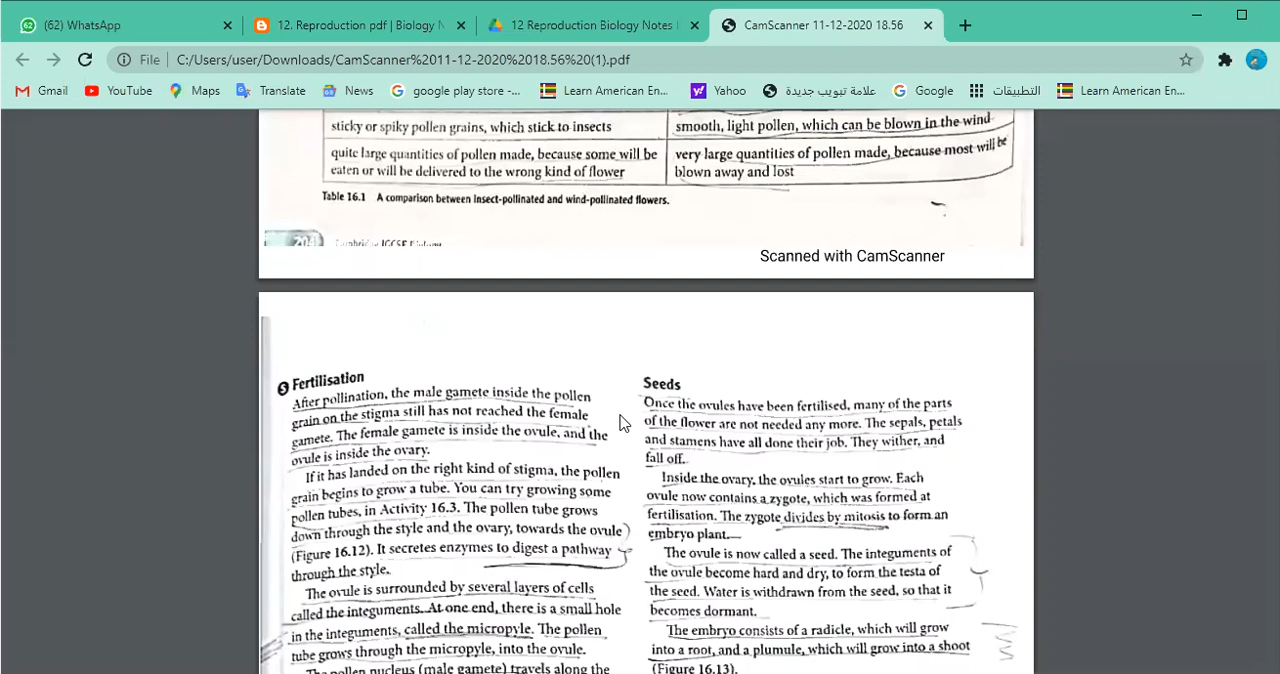 (62) WhatsApp
12. Reproduction pdf | Biology N
12 Reproduction Biology Notes
CamScanner 11-12-2020 18.56
File
C:/Users/user/Downloads/CamScanner%2011-12-2020%2018.56%20(1).pdf
Gmail
YouTube
Maps
Translate
News
google play store -...
Learn American En...
Yahoo
علامة تبويب جديدة
Google
التطبيقات
Learn American En...
sticky or spiky pollen grains, which stick to insects
smooth, light pollen, which can be blown in the wind
quite large quantities of pollen made, because some will be
eaten or will be delivered to the wrong kind of flower
very large quantities of pollen made, because most will be
blown away and lost
Table 16.1 A comparison between insect-pollinated and wind-pollinated flowers.
204
Scanned with CamScanner
S Fertilisation
After pollination, the male gamete inside the pollen
grain on the stigma still has not reached the female
gamete. The female gamete is inside the ovule, and the
ovule is inside the ovary.
If it has landed on the right kind of stigma, the pollen
grain begins to grow a tube. You can try growing some
pollen tubes, in Activity 16.3. The pollen tube grows
down through the style and the ovary, towards the ovule
(Figure 16.12). It secretes enzymes to digest a pathway
through the style.
The ovule is surrounded by several layers of cells
called the integuments. At one end, there is a small hole
in the integuments, called the micropyle. The pollen
tube grows through the micropyle, into the ovule.
The pollen nucleus (male gamete) travels along the
Seeds
Once the ovules have been fertilised, many of the parts
of the flower are not needed any more. The sepals, petals
and stamens have all done their job. They wither, and
fall off.
Inside the ovary, the ovules start to grow. Each
ovule now contains a zygote, which was formed at
fertilisation. The zygote divides by mitosis to form an
embryo plant.
The ovule is now called a seed. The integuments of
the ovule become hard and dry, to form the testa of
the seed. Water is withdrawn from the seed, so that it
becomes dormant.
The embryo consists of a radicle, which will grow
into a root, and a plumule, which will grow into a shoot
(Figure 16.13).